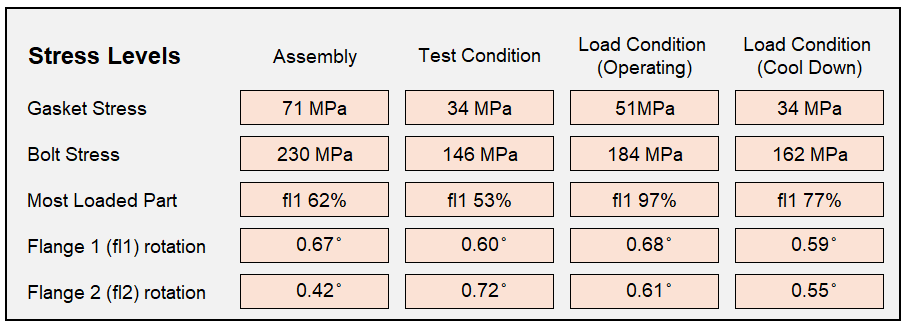 Stress Levels Assembly Test Condition Load Condition (Operating) Load Condition (Cool Down)
Gasket Stress 71 MPa 34 MPa 51MPa 34 MPa
Bolt Stress 230 MPa 146 MPa 184 MPa 162 MPa
Most Loaded Part fl1 62% fl1 53% fl1 97% fl1 77%
Flange 1 (fl1) rotation 0.67° 0.60° 0.68° 0.59°
Flange 2 (fl2) rotation 0.42° 0.72° 0.61° 0.55°